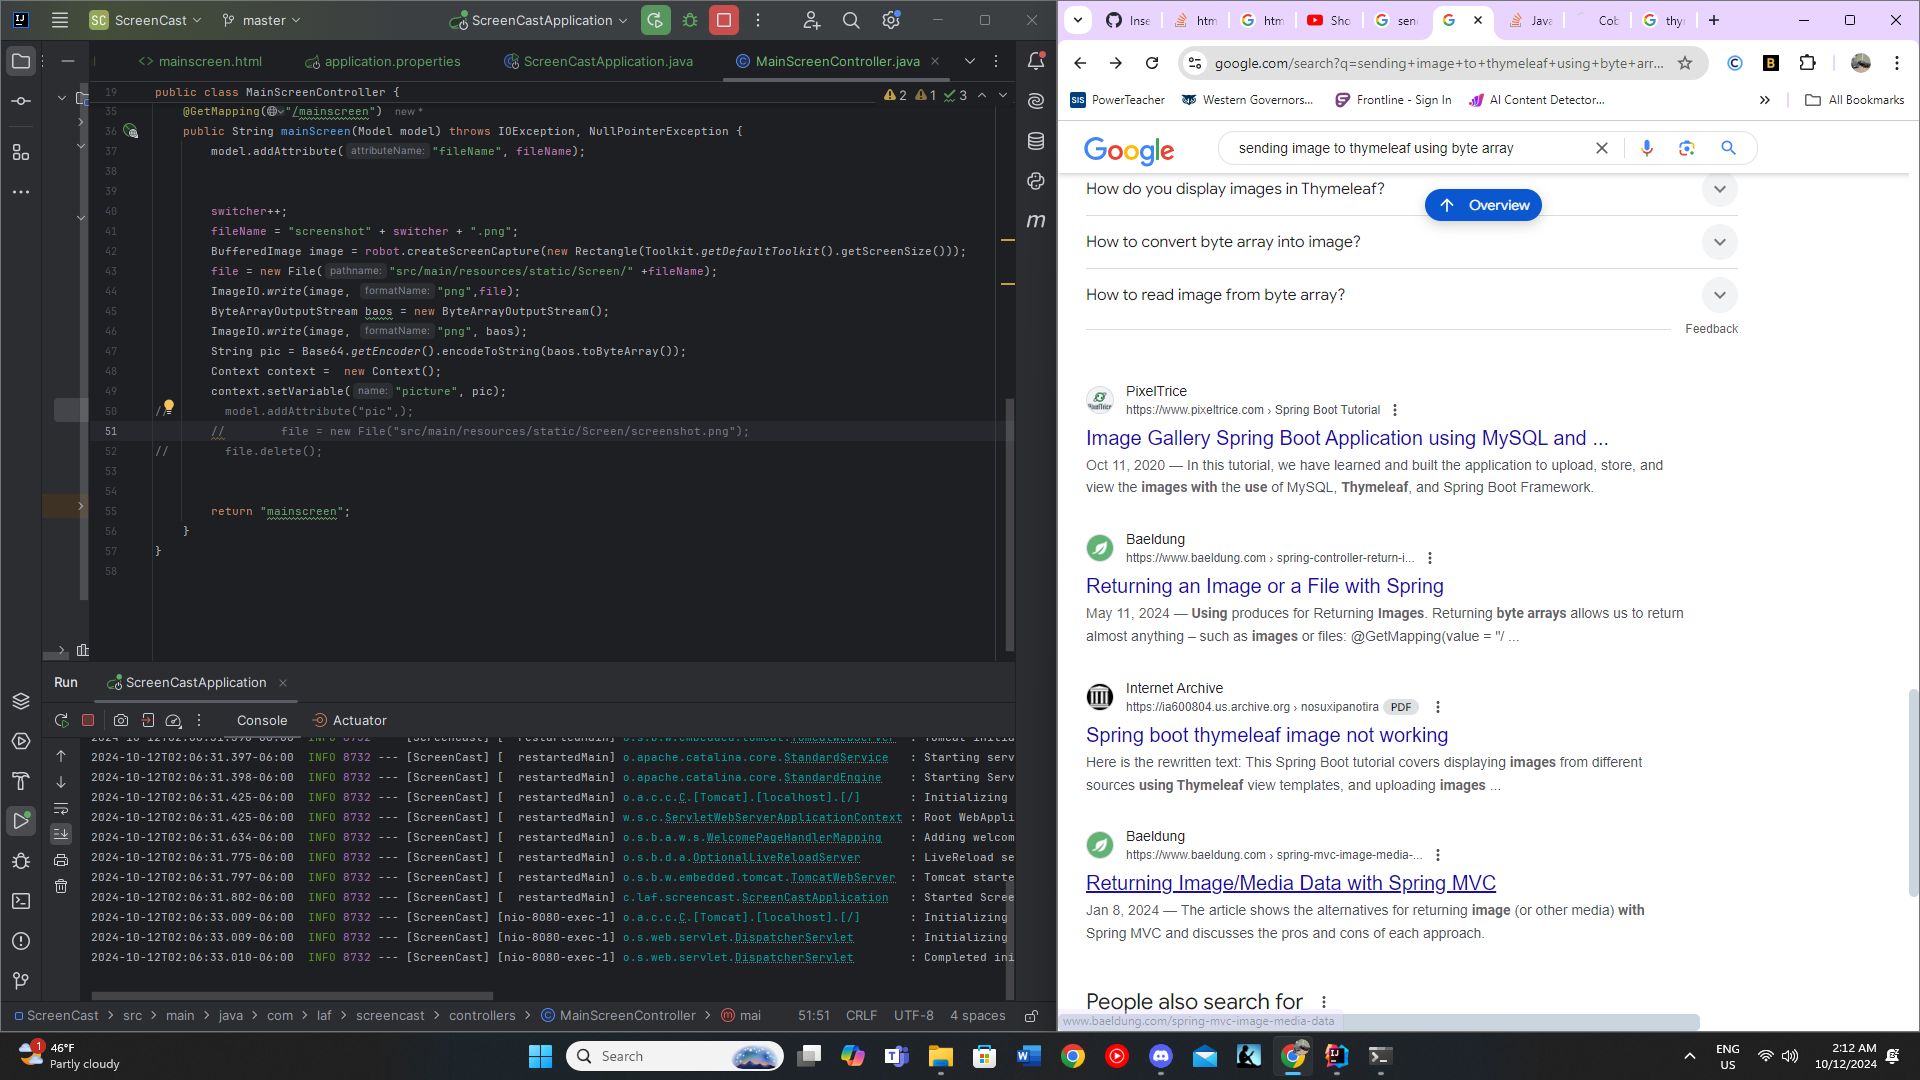 SC ScreenCast master ScreenCastApplication
mainscreen.html application.properties ScreenCastApplication.java MainScreenController.java
19 public class MainScreenController { 2 1 3
35 @GetMapping("/mainscreen") new *
36 public String mainScreen(Model model) throws IOException, NullPointerException {
37 model.addAttribute( attributeName: "fileName", fileName);
38
39
40 switcher++;
41 fileName = "screenshot" + switcher + ".png";
42 BufferedImage image = robot.createScreenCapture(new Rectangle(Toolkit.getDefaultToolkit().getScreenSize()));
43 file = new File( pathname: "src/main/resources/static/Screen/" +fileName);
44 ImageIO.write(image, formatName: "png",file);
45 ByteArrayOutputStream baos = new ByteArrayOutputStream();
46 ImageIO.write(image, formatName: "png", baos);
47 String pic = Base64.getEncoder().encodeToString(baos.toByteArray());
48 Context context = new Context();
49 context.setVariable( name: "picture", pic);
50 // model.addAttribute("pic",);
51 // file = new File("src/main/resources/static/Screen/screenshot.png");
52 // file.delete();
53
54
55 return "mainscreen";
56 }
57 }
58
Run ScreenCastApplication
Console Actuator
2024-10-12T02:06:31.397-06:00 INFO 8732 --- [ScreenCast] [ restartedMain] o.apache.catalina.core.StandardService : Starting serv
2024-10-12T02:06:31.398-06:00 INFO 8732 --- [ScreenCast] [ restartedMain] o.apache.catalina.core.StandardEngine : Starting Serv
2024-10-12T02:06:31.425-06:00 INFO 8732 --- [ScreenCast] [ restartedMain] o.a.c.c.C.[Tomcat].[localhost].[/] : Initializing
2024-10-12T02:06:31.425-06:00 INFO 8732 --- [ScreenCast] [ restartedMain] w.s.c.ServletWebServerApplicationContext : Root WebAppli
2024-10-12T02:06:31.634-06:00 INFO 8732 --- [ScreenCast] [ restartedMain] o.s.b.a.w.s.WelcomePageHandlerMapping : Adding welcom
2024-10-12T02:06:31.775-06:00 INFO 8732 --- [ScreenCast] [ restartedMain] o.s.b.d.a.OptionalLiveReloadServer : LiveReload se
2024-10-12T02:06:31.797-06:00 INFO 8732 --- [ScreenCast] [ restartedMain] o.s.b.w.embedded.tomcat.TomcatWebServer : Tomcat starte
2024-10-12T02:06:31.802-06:00 INFO 8732 --- [ScreenCast] [ restartedMain] c.laf.screencast.ScreenCastApplication : Started Scree
2024-10-12T02:06:33.009-06:00 INFO 8732 --- [ScreenCast] [nio-8080-exec-1] o.a.c.c.C.[Tomcat].[localhost].[/] : Initializing
2024-10-12T02:06:33.009-06:00 INFO 8732 --- [ScreenCast] [nio-8080-exec-1] o.s.web.servlet.DispatcherServlet : Initializing
2024-10-12T02:06:33.010-06:00 INFO 8732 --- [ScreenCast] [nio-8080-exec-1] o.s.web.servlet.DispatcherServlet : Completed ini
ScreenCast src main java com laf screencast controllers MainScreenController mai 51:51 CRLF UTF-8 4 spaces
Inse htm htm Sho sen Java Cob thy
google.com/search?q=sending+image+to+thymeleaf+using+byte+arr...
PowerTeacher Western Governors... Frontline - Sign In AI Content Detector... All Bookmarks
Google sending image to thymeleaf using byte array
How do you display images in Thymeleaf?
Overview
How to convert byte array into image?
How to read image from byte array?
Feedback
PixelTrice
https://www.pixeltrice.com › Spring Boot Tutorial
Image Gallery Spring Boot Application using MySQL and ...
Oct 11, 2020 — In this tutorial, we have learned and built the application to upload, store, and
view the images with the use of MySQL, Thymeleaf, and Spring Boot Framework.
Baeldung
https://www.baeldung.com › spring-controller-return-i...
Returning an Image or a File with Spring
May 11, 2024 — Using produces for Returning Images. Returning byte arrays allows us to return
almost anything – such as images or files: @GetMapping(value = "/ ...
Internet Archive
https://ia600804.us.archive.org › nosuxipanotira PDF
Spring boot thymeleaf image not working
Here is the rewritten text: This Spring Boot tutorial covers displaying images from different
sources using Thymeleaf view templates, and uploading images ...
Baeldung
https://www.baeldung.com › spring-mvc-image-media-...
Returning Image/Media Data with Spring MVC
Jan 8, 2024 — The article shows the alternatives for returning image (or other media) with
Spring MVC and discusses the pros and cons of each approach.
People also search for
www.baeldung.com/spring-mvc-image-media-data
1 46°F
Partly cloudy
Search
ENG
US
2:12 AM
10/12/2024